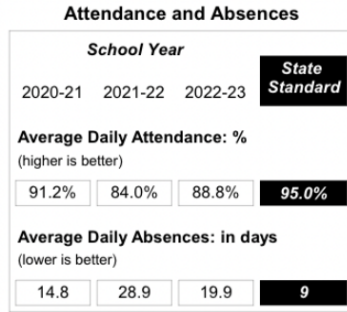 Attendance and Absences
School Year
2020-21 2021-22 2022-23 State Standard
Average Daily Attendance: %
(higher is better)
91.2% 84.0% 88.8% 95.0%
Average Daily Absences: in days
(lower is better)
14.8 28.9 19.9 9